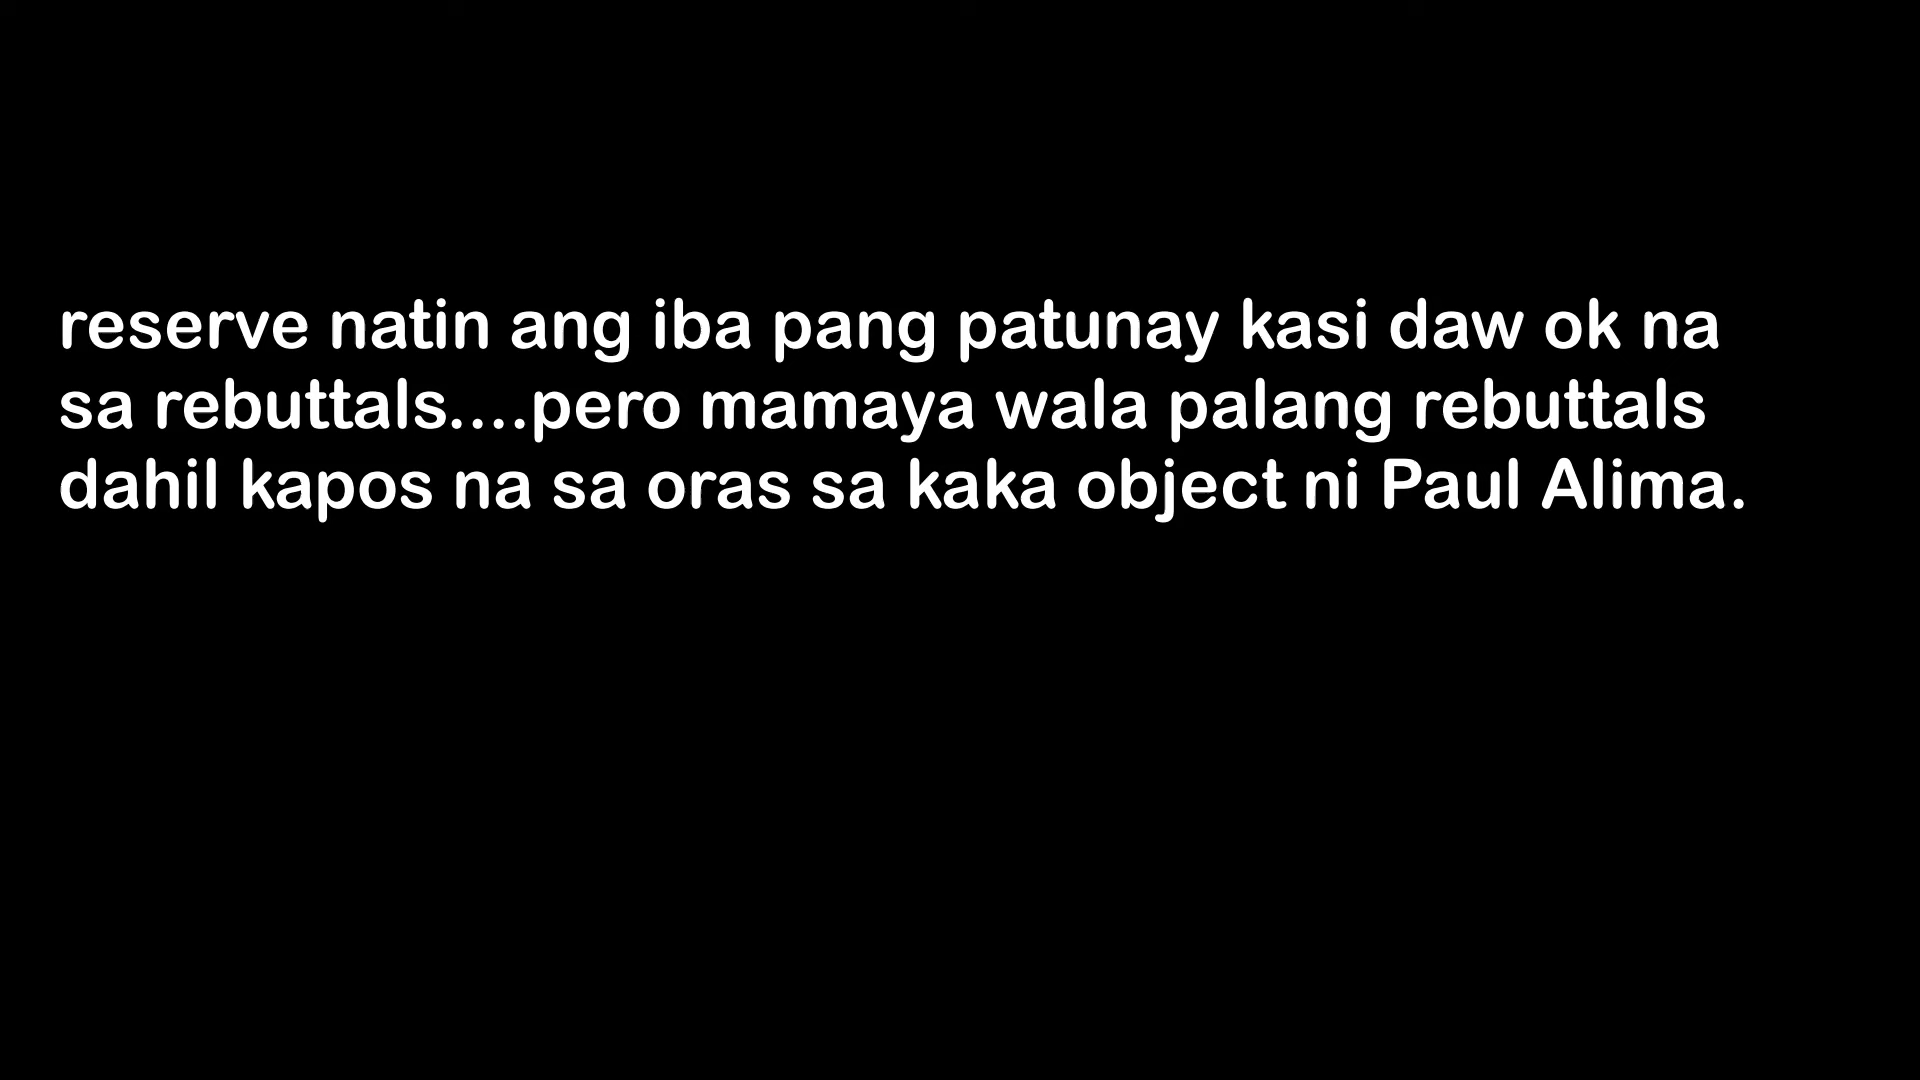 reserve natin ang iba pang patunay kasi daw ok na
sa rebuttals....pero mamaya wala palang rebuttals
dahil kapos na sa oras sa kaka object ni Paul Alima.